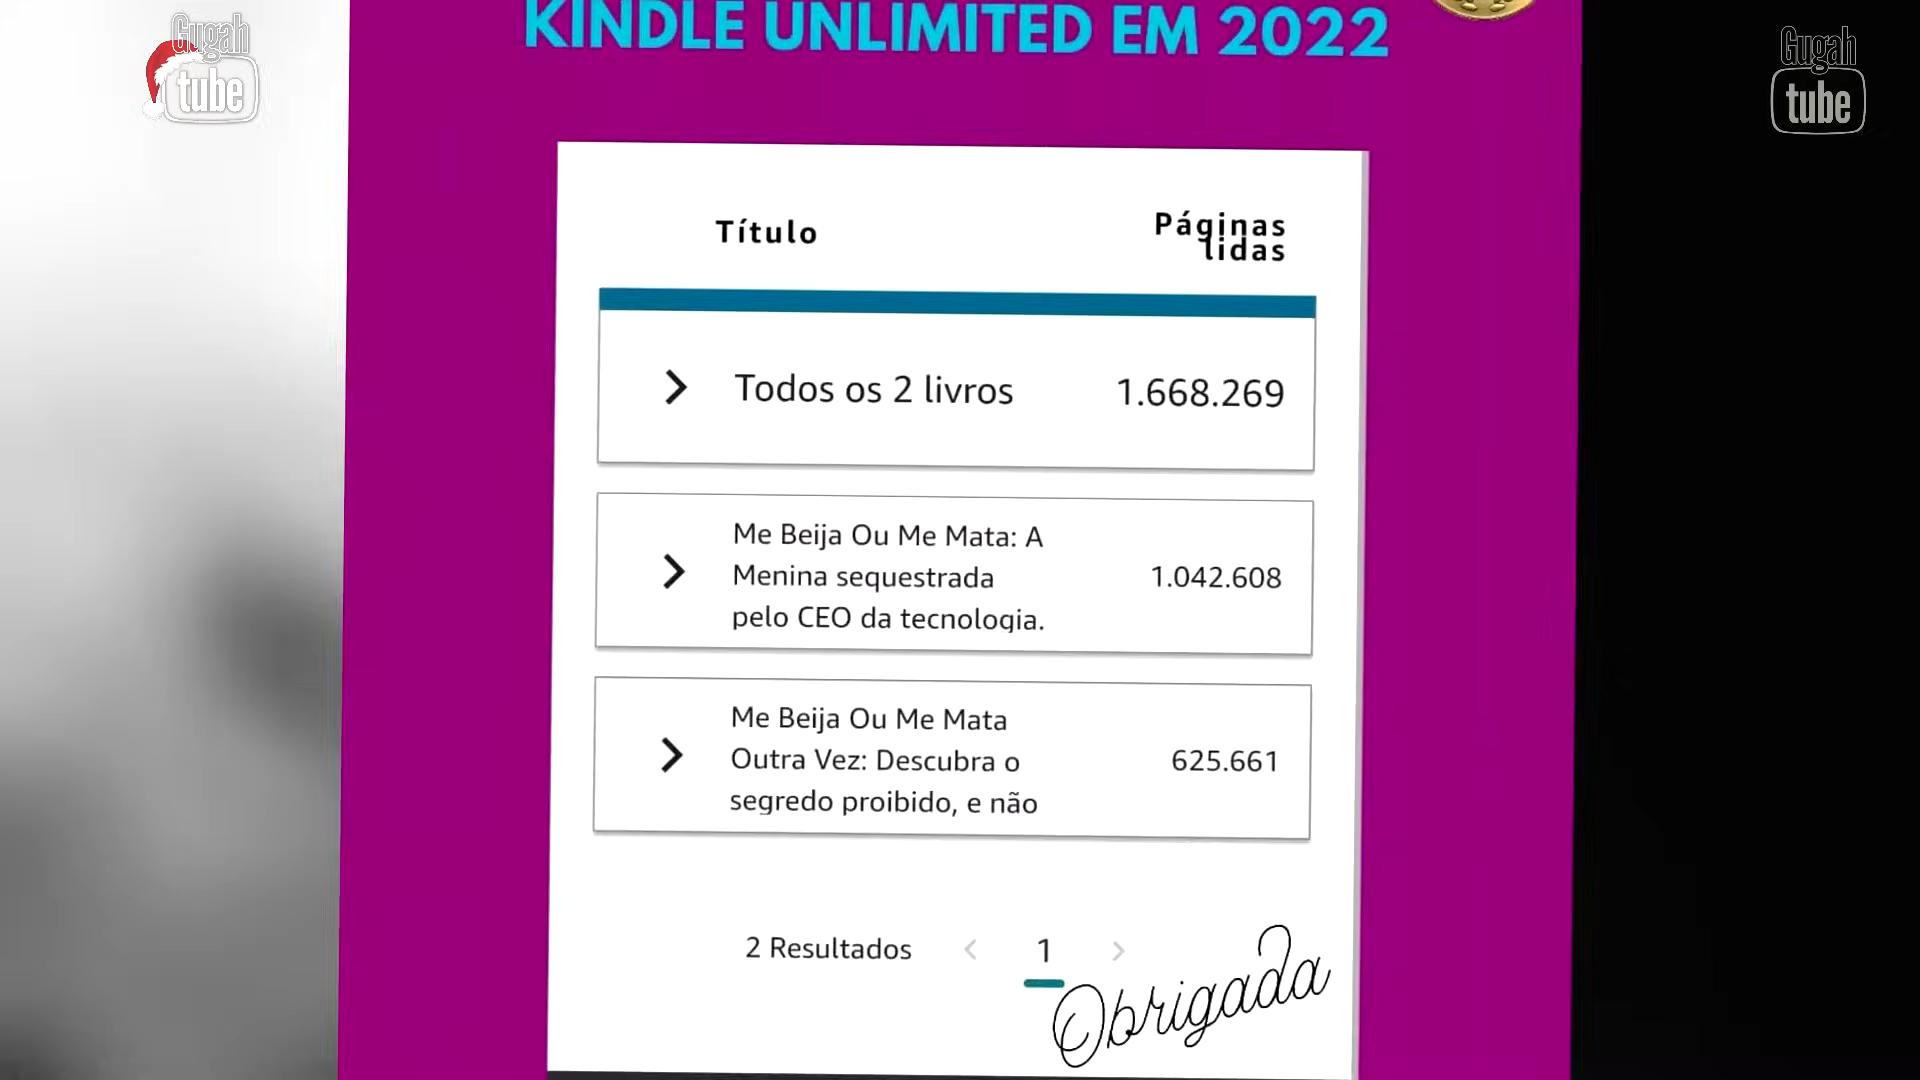 Gugah
tube
KINDLE UNLIMITED EM 2022
Gugah
tube
Título
Páginas
lidas
Todos os 2 livros
1.668.269
Me Beija Ou Me Mata: A
Menina sequestrada
pelo CEO da tecnologia.
1.042.608
Me Beija Ou Me Mata
Outra Vez: Descubra o
segredo proibido, e não
625.661
2 Resultados
1
Obrigada